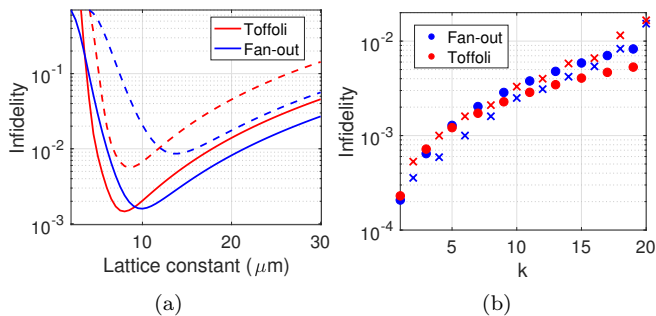 Infidelity
10^-1
10^-2
10^-3
10
20
30
Lattice constant (μm)
Toffoli
Fan-out
(a)
Infidelity
10^-2
10^-3
10^-4
5
10
15
20
k
Fan-out
Toffoli
(b)